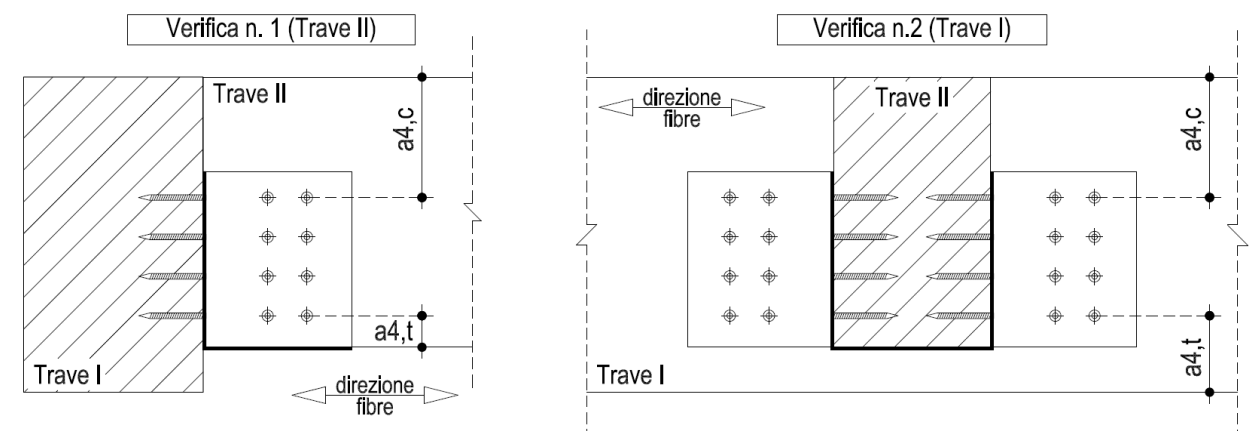 Verifica n. 1 (Trave II)
Trave II
a4,c
a4,t
Trave I
direzione
fibre
Verifica n.2 (Trave I)
direzione
fibre
Trave II
a4,c
a4,t
Trave I